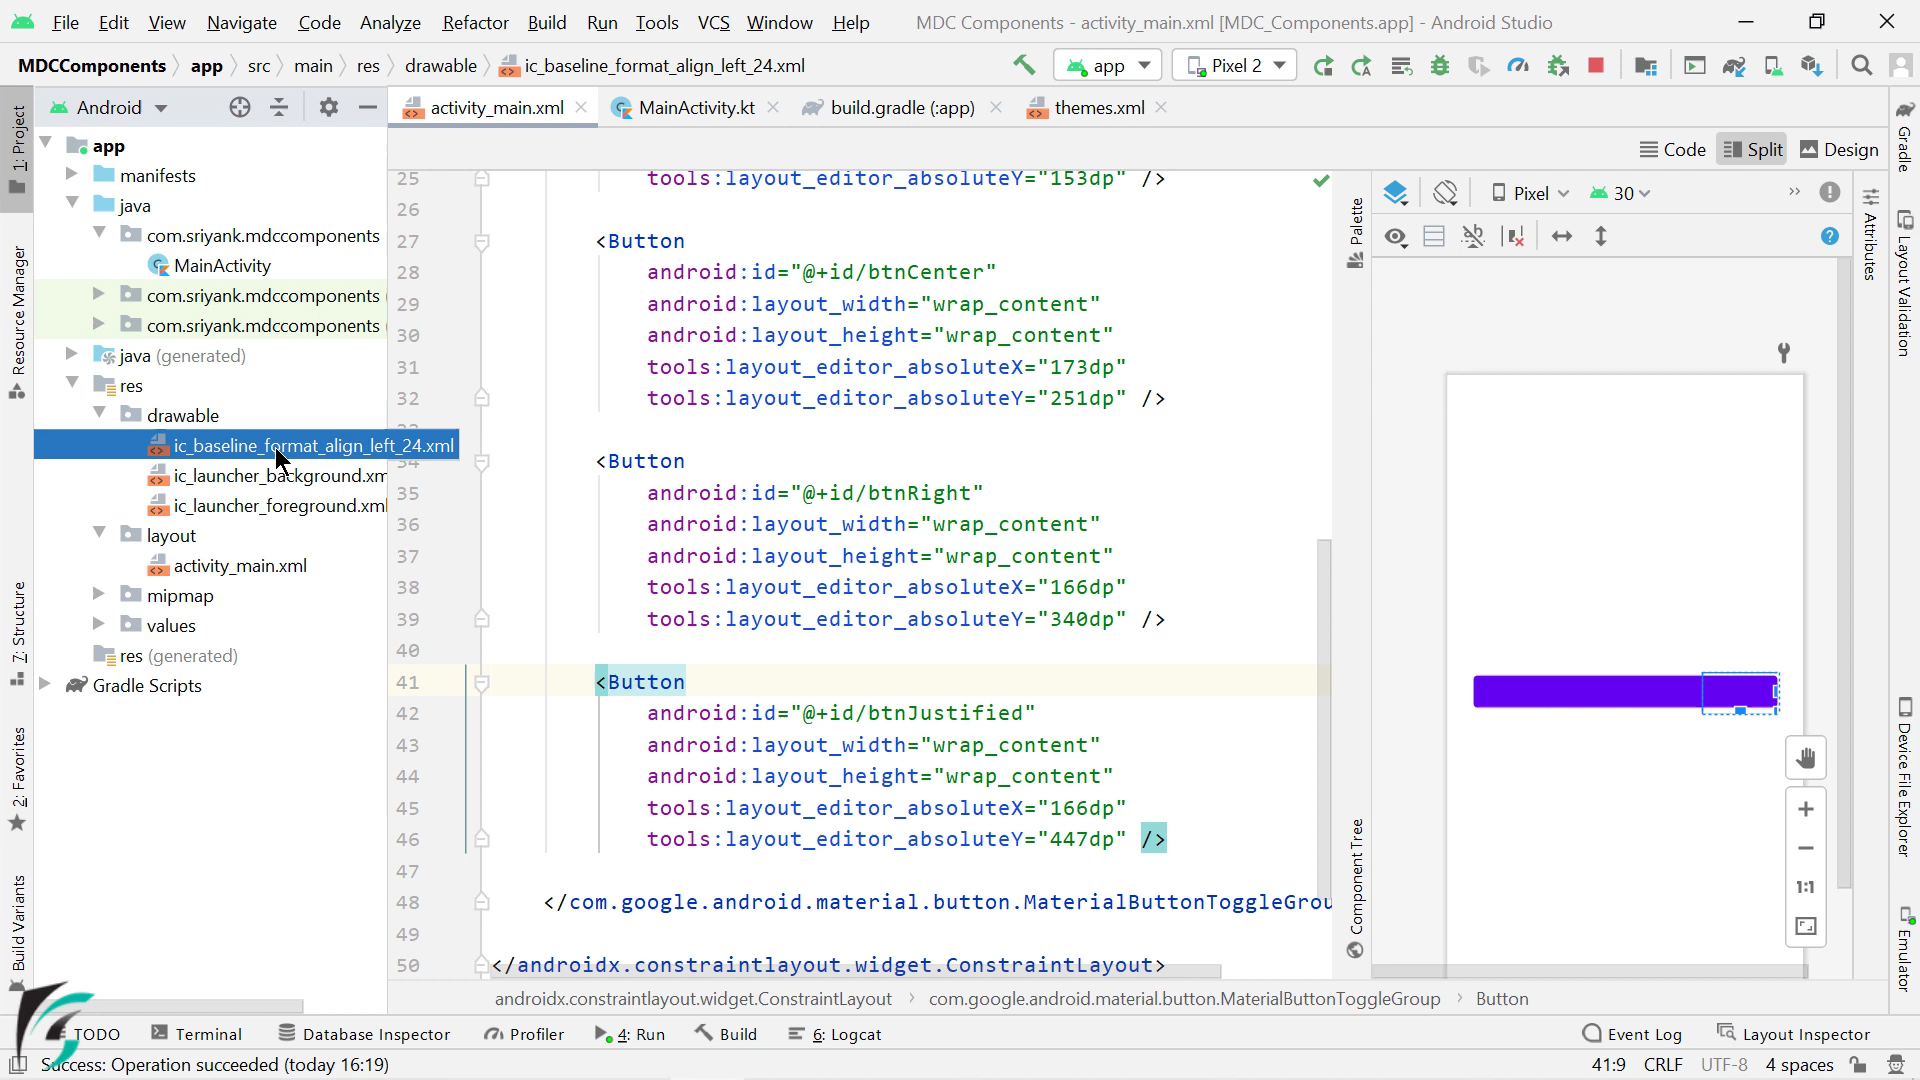 File Edit View Navigate Code Analyze Refactor Build Run Tools VCS Window Help MDC Components - activity_main.xml [MDC_Components.app] - Android Studio
MDCComponents app src main res drawable ic_baseline_format_align_left_24.xml app Pixel 2
Android activity_main.xml MainActivity.kt build.gradle (:app) themes.xml
Code Split Design
1: Project
Resource Manager
7: Structure
2: Favorites
Build Variants
app
manifests
java
com.sriyank.mdccomponents
MainActivity
com.sriyank.mdccomponents
com.sriyank.mdccomponents
java (generated)
res
drawable
ic_baseline_format_align_left_24.xml
ic_launcher_background.xm
ic_launcher_foreground.xml
layout
activity_main.xml
mipmap
values
res (generated)
Gradle Scripts
25 tools:layout_editor_absoluteY="153dp" />
26
27 <Button
28 android:id="@+id/btnCenter"
29 android:layout_width="wrap_content"
30 android:layout_height="wrap_content"
31 tools:layout_editor_absoluteX="173dp"
32 tools:layout_editor_absoluteY="251dp" />
34 <Button
35 android:id="@+id/btnRight"
36 android:layout_width="wrap_content"
37 android:layout_height="wrap_content"
38 tools:layout_editor_absoluteX="166dp"
39 tools:layout_editor_absoluteY="340dp" />
40
41 <Button
42 android:id="@+id/btnJustified"
43 android:layout_width="wrap_content"
44 android:layout_height="wrap_content"
45 tools:layout_editor_absoluteX="166dp"
46 tools:layout_editor_absoluteY="447dp" />
47
48 </com.google.android.material.button.MaterialButtonToggleGrou
49
50 </androidx.constraintlayout.widget.ConstraintLayout>
Palette
Component Tree
Pixel 30
1:1
Attributes
Gradle
Layout Validation
Device File Explorer
Emulator
androidx.constraintlayout.widget.ConstraintLayout com.google.android.material.button.MaterialButtonToggleGroup Button
TODO Terminal Database Inspector Profiler 4: Run Build 6: Logcat Event Log Layout Inspector
Success: Operation succeeded (today 16:19) 41:9 CRLF UTF-8 4 spaces